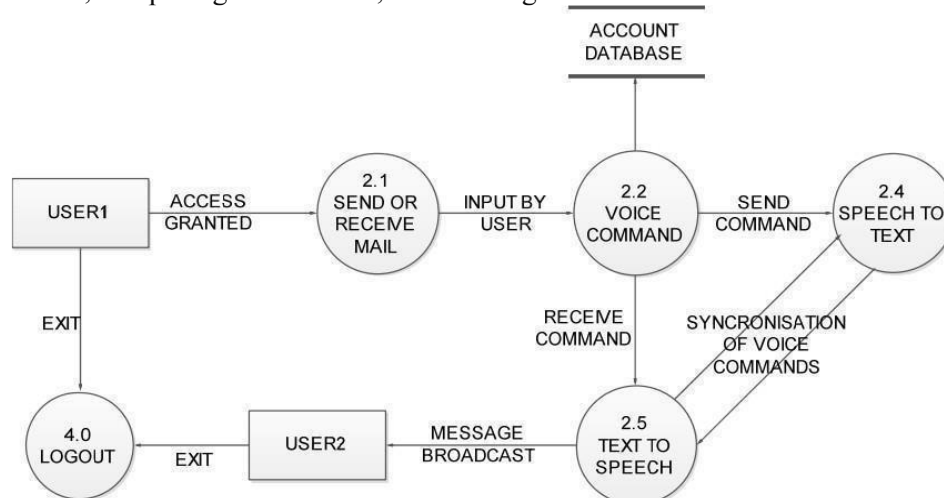 ACCOUNT
DATABASE
USER1
ACCESS
GRANTED
2.1
SEND OR
RECEIVE
MAIL
INPUT BY
USER
2.2
VOICE
COMMAND
SEND
COMMAND
2.4
SPEECH TO
TEXT
EXIT
RECEIVE
COMMAND
SYNCRONISATION
OF VOICE
COMMANDS
4.0
LOGOUT
EXIT
USER2
MESSAGE
BROADCAST
2.5
TEXT TO
SPEECH